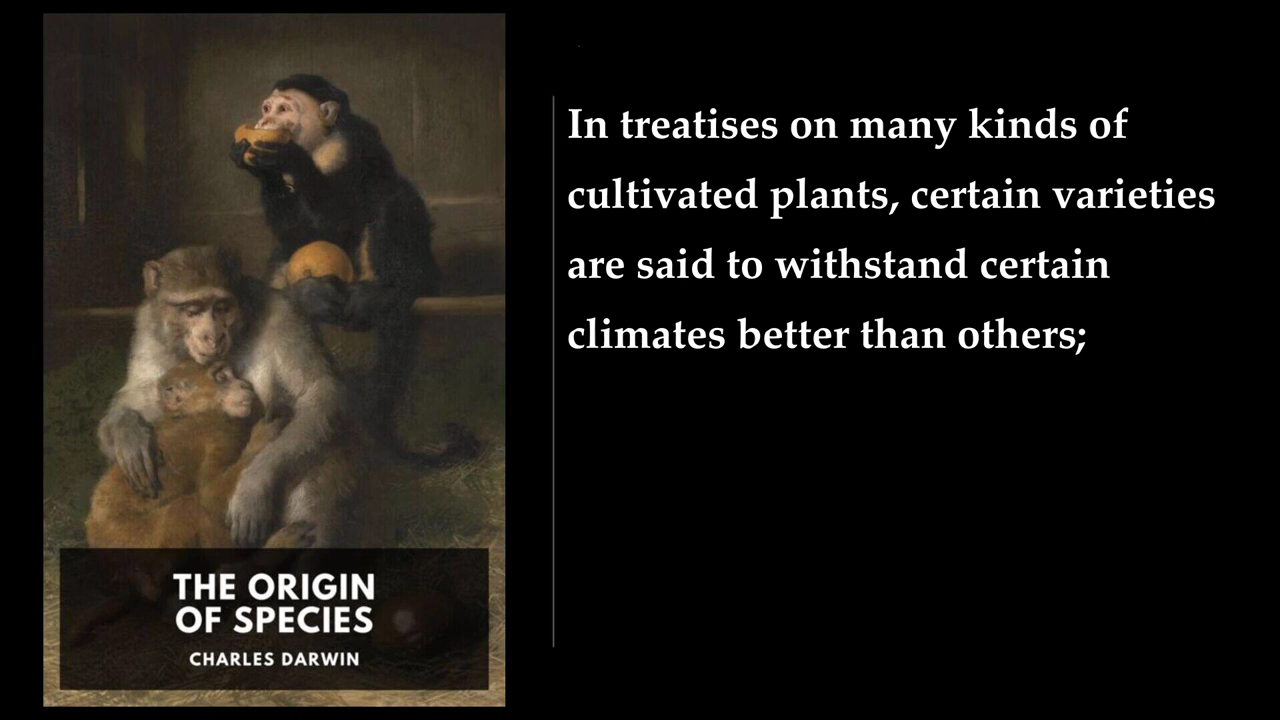 THE ORIGIN
OF SPECIES
CHARLES DARWIN
In treatises on many kinds of
cultivated plants, certain varieties
are said to withstand certain
climates better than others;